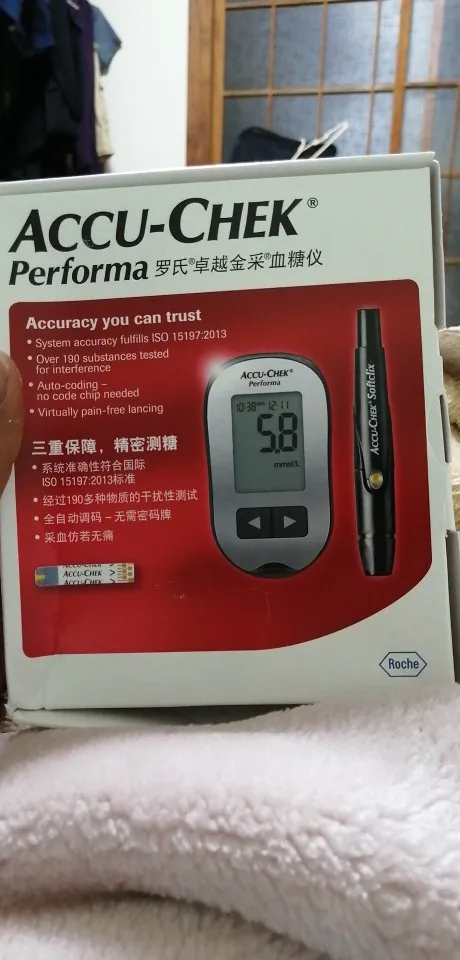 ACCU-CHEK®
Performa 罗氏®卓越金采®血糖仪
Accuracy you can trust
• System accuracy fulfills ISO 15197:2013
• Over 190 substances tested
for interference
• Auto-coding –
no code chip needed
• Virtually pain-free lancing
三重保障，精密测糖
• 系统准确性符合国际
ISO 15197:2013标准
• 经过190多种物质的干扰性测试
• 全自动调码 – 无需密码牌
• 采血仿若无痛
ACCU-CHEK®
Performa
10:38am 12-11
5.8
mmol/L
ACCU-CHEK Softclix
ACCU-CHEK
ACCU-CHEK
ACCU-CHEK
Roche